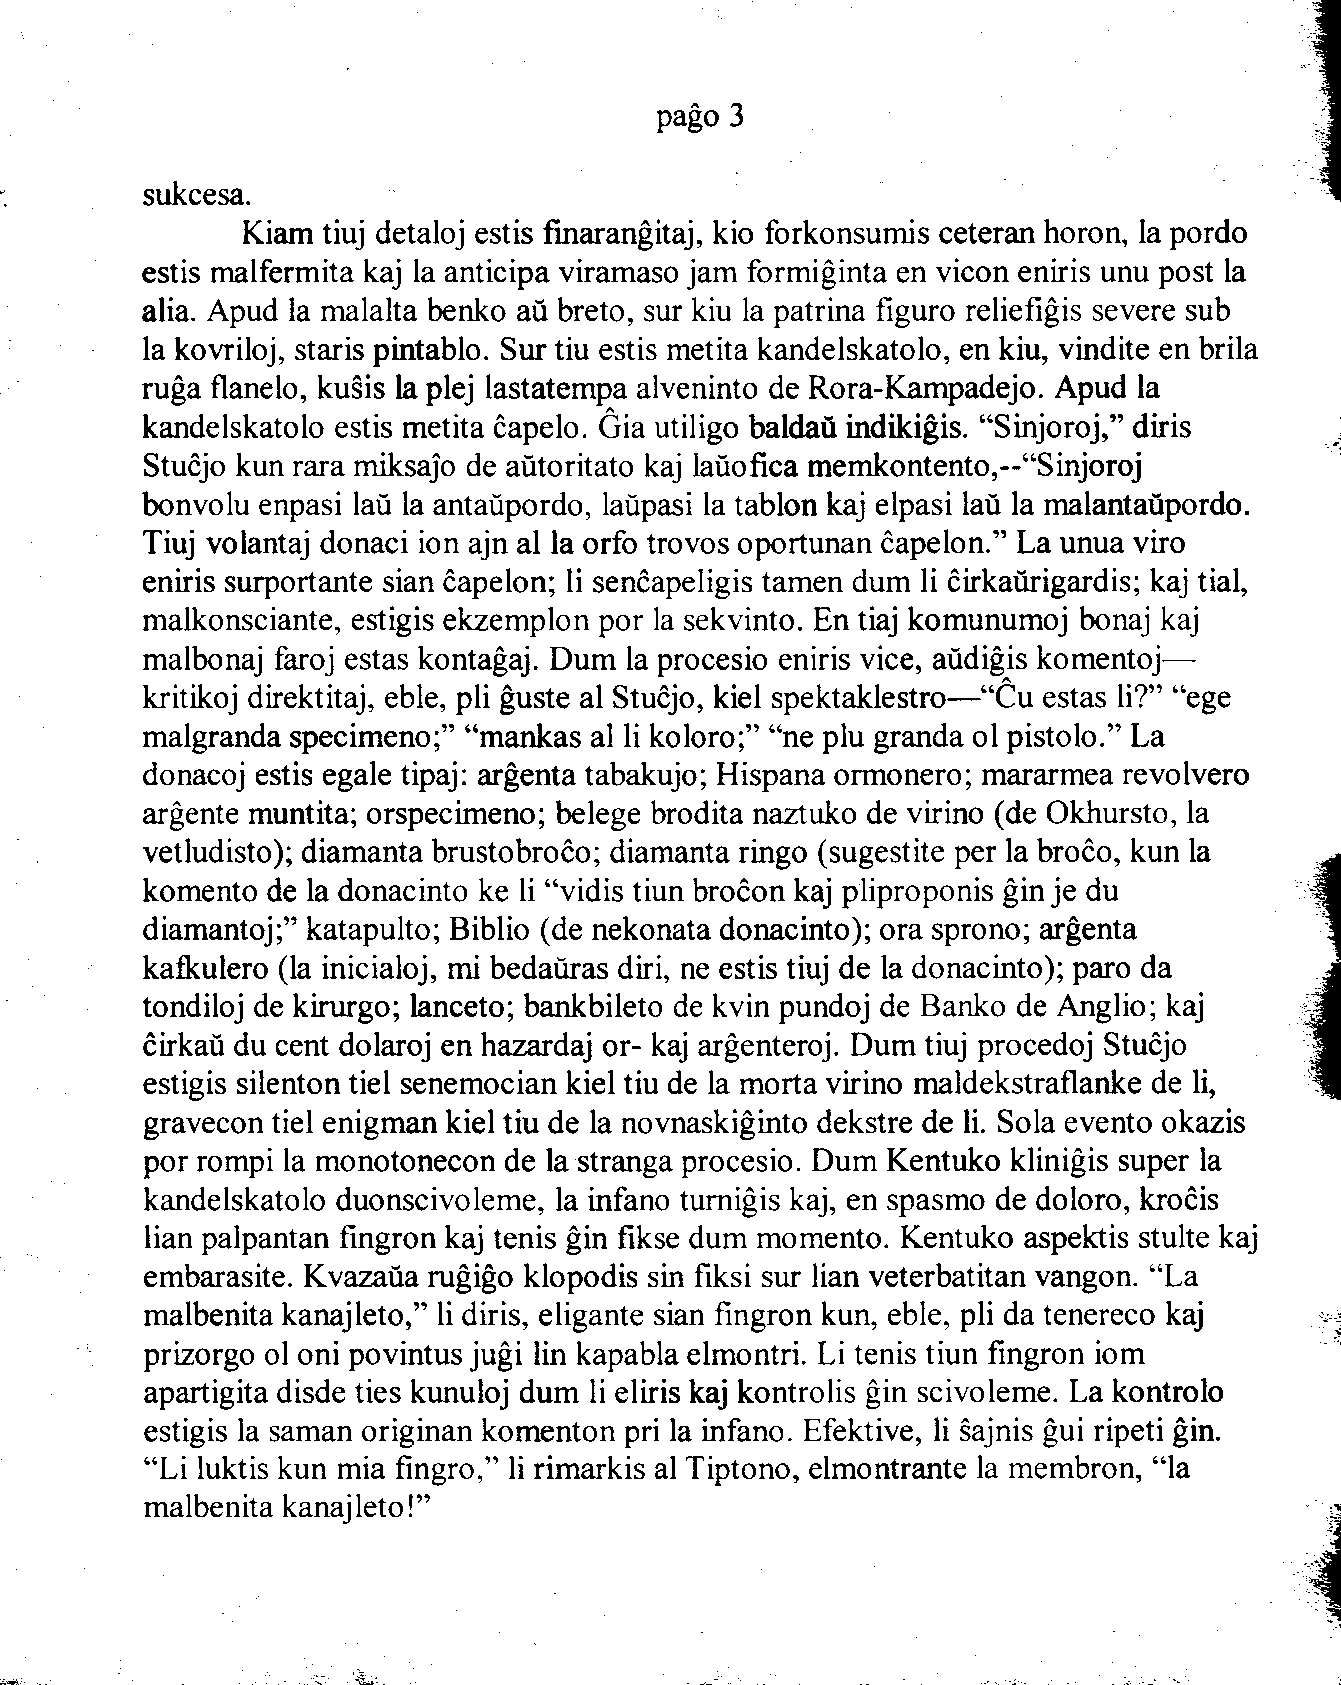 paĝo 3
sukcesa.
Kiam tiuj detaloj estis finaranĝitaj, kio forkonsumis ceteran horon, la pordo
estis malfermita kaj la anticipa viramaso jam formiĝinta en vicon eniris unu post la
alia. Apud la malalta benko aŭ breto, sur kiu la patrina figuro reliefiĝis severe sub
la kovriloj, staris pintablo. Sur tiu estis metita kandelskatolo, en kiu, vindite en brila
ruĝa flanelo, kuŝis la plej lastatempa alveninto de Rora-Kampadejo. Apud la
kandelskatolo estis metita ĉapelo. Ĝia utiligo baldaŭ indikiĝis. “Sinjoroj,” diris
Stuĉjo kun rara miksaĵo de aŭtoritato kaj laŭofica memkontento,--“Sinjoroj
bonvolu enpasi laŭ la antaŭpordo, laŭpasi la tablon kaj elpasi laŭ la malantaŭpordo.
Tiuj volantaj donaci ion ajn al la orfo trovos oportunan ĉapelon.” La unua viro
eniris surportante sian ĉapelon; li senĉapeligis tamen dum li ĉirkaŭrigardis; kaj tial,
malkonsciante, estigis ekzemplon por la sekvinto. En tiaj komunumoj bonaj kaj
malbonaj faroj estas kontaĝaj. Dum la procesio eniris vice, aŭdiĝis komentoj—
kritikoj direktitaj, eble, pli ĝuste al Stuĉjo, kiel spektaklestro—“Ĉu estas li?” “ege
malgranda specimeno;” “mankas al li koloro;” “ne plu granda ol pistolo.” La
donacoj estis egale tipaj: arĝenta tabakujo; Hispana ormonero; mararmea revolvero
arĝente muntita; orspecimeno; belege brodita naztuko de virino (de Okhursto, la
vetludisto); diamanta brustobroĉo; diamanta ringo (sugestite per la broĉo, kun la
komento de la donacinto ke li “vidis tiun broĉon kaj pliproponis ĝin je du
diamantoj;” katapulto; Biblio (de nekonata donacinto); ora sprono; arĝenta
kafkulero (la inicialoj, mi bedaŭras diri, ne estis tiuj de la donacinto); paro da
tondiloj de kirurgo; lanceto; bankbileto de kvin pundoj de Banko de Anglio; kaj
ĉirkaŭ du cent dolaroj en hazardaj or- kaj arĝenteroj. Dum tiuj procedoj Stuĉjo
estigis silenton tiel senemocian kiel tiu de la morta virino maldekstraflanke de li,
gravecon tiel enigman kiel tiu de la novnaskiĝinto dekstre de li. Sola evento okazis
por rompi la monotonecon de la stranga procesio. Dum Kentuko kliniĝis super la
kandelskatolo duonscivoleme, la infano turniĝis kaj, en spasmo de doloro, kroĉis
lian palpantan fingron kaj tenis ĝin fikse dum momento. Kentuko aspektis stulte kaj
embarasite. Kvazaŭa ruĝiĝo klopodis sin fiksi sur lian veterbatitan vangon. “La
malbenita kanajleto,” li diris, eligante sian fingron kun, eble, pli da tenereco kaj
prizorgo ol oni povintus juĝi lin kapabla elmontri. Li tenis tiun fingron iom
apartigita disde ties kunuloj dum li eliris kaj kontrolis ĝin scivoleme. La kontrolo
estigis la saman originan komenton pri la infano. Efektive, li ŝajnis ĝui ripeti ĝin.
“Li luktis kun mia fingro,” li rimarkis al Tiptono, elmontrante la membron, “la
malbenita kanajleto!”